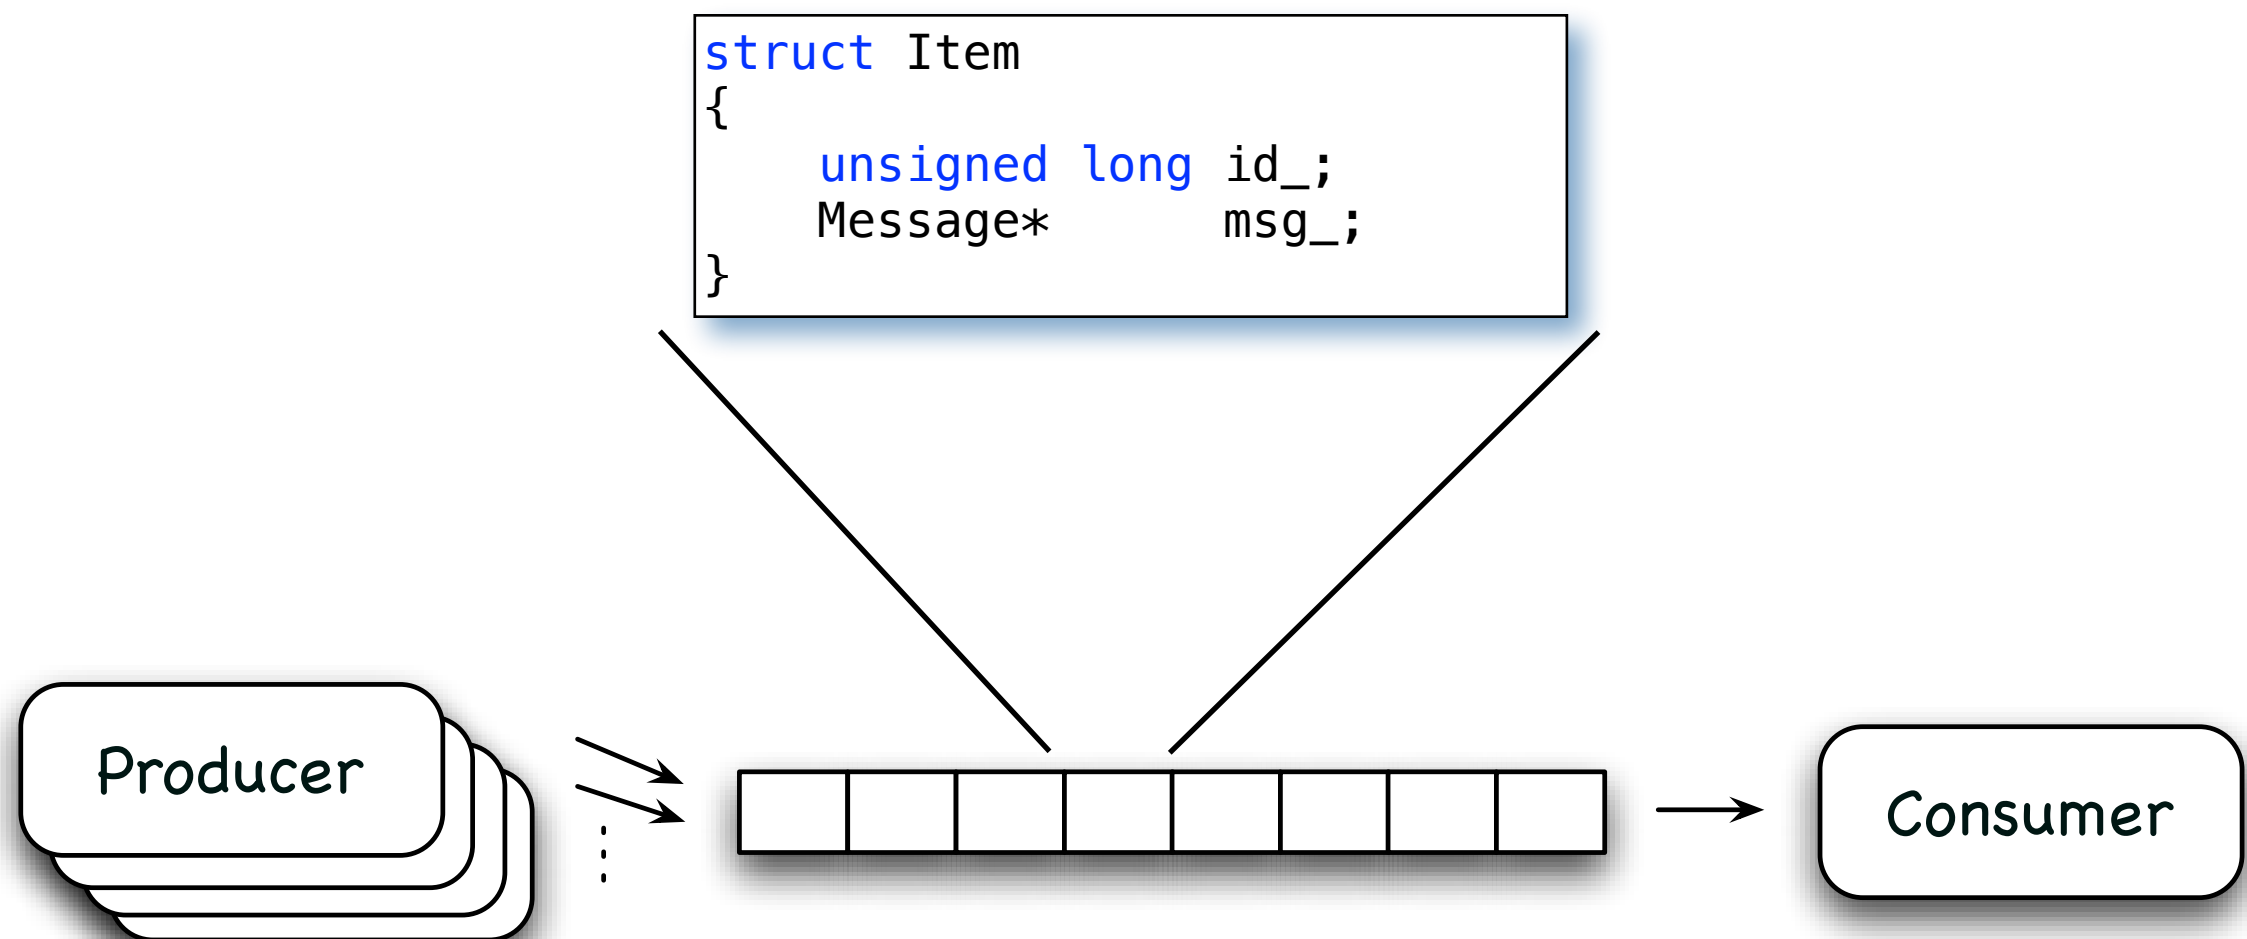 struct Item
{
    unsigned long id_;
    Message*      msg_;
}
Producer
Consumer